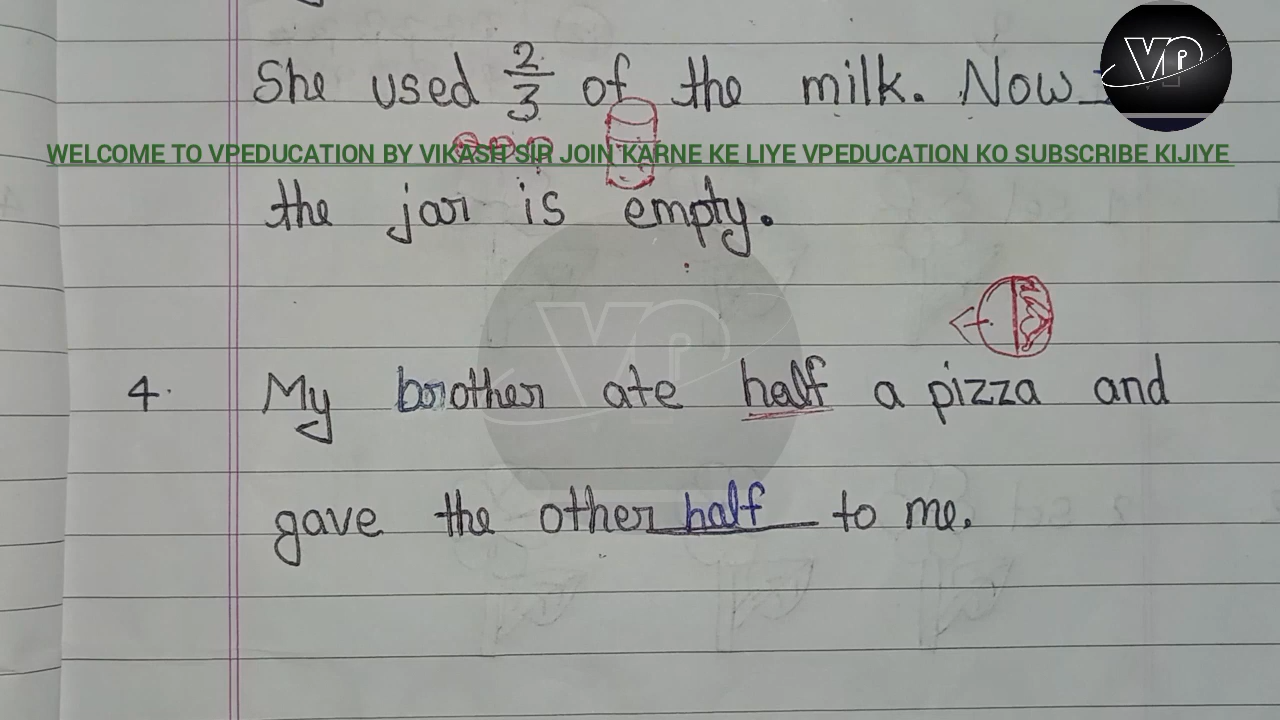 She used 2/3 of the milk. Now
VP
WELCOME TO VPEDUCATION BY VIKASH SIR JOIN KARNE KE LIYE VPEDUCATION KO SUBSCRIBE KIJIYE
the jar is empty.
VP
4. My brother ate half a pizza and
gave the other half to me.